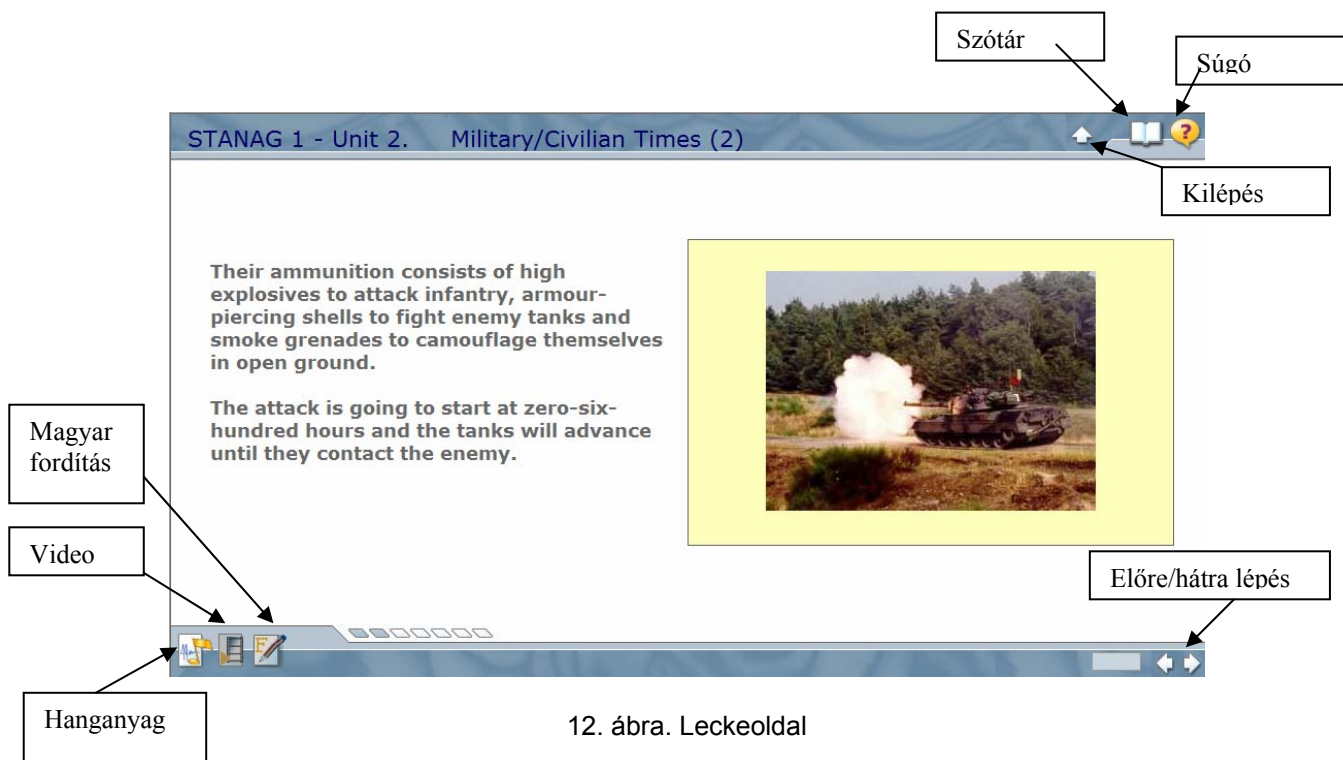 Szótár
Súgó
STANAG 1 - Unit 2. Military/Civilian Times (2)
Kilépés
Their ammunition consists of high
explosives to attack infantry, armour-
piercing shells to fight enemy tanks and
smoke grenades to camouflage themselves
in open ground.
The attack is going to start at zero-six-
hundred hours and the tanks will advance
until they contact the enemy.
Magyar
fordítás
Video
Előre/hátra lépés
Hanganyag
12. ábra. Leckeoldal